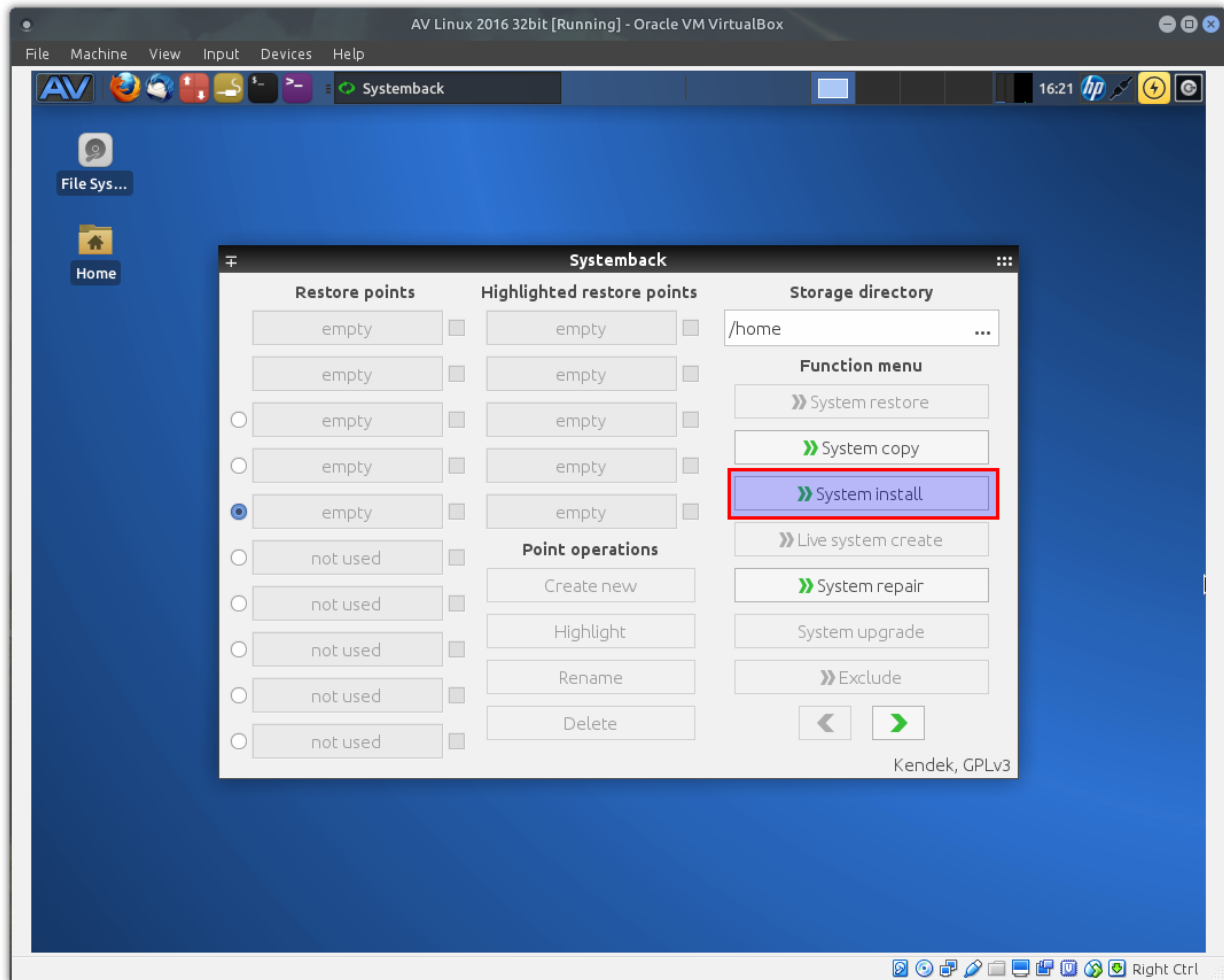 AV Linux 2016 32bit [Running] - Oracle VM VirtualBox
File Machine View Input Devices Help
AV
Systemback
16:21
hp
File Sys...
Home
Systemback
Restore points
Highlighted restore points
Storage directory
empty
empty
/home
...
Function menu
empty
empty
System restore
empty
empty
System copy
empty
empty
System install
empty
empty
Point operations
Live system create
not used
Create new
System repair
not used
Highlight
System upgrade
not used
Rename
Exclude
not used
Delete
not used
Kendek, GPLv3
Right Ctrl